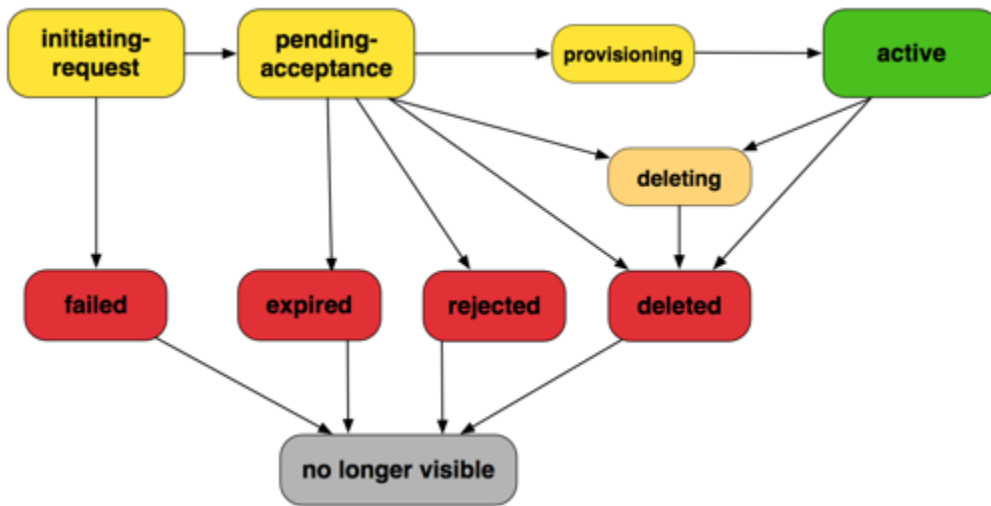 initiating-
request
pending-
acceptance
provisioning
active
deleting
failed
expired
rejected
deleted
no longer visible